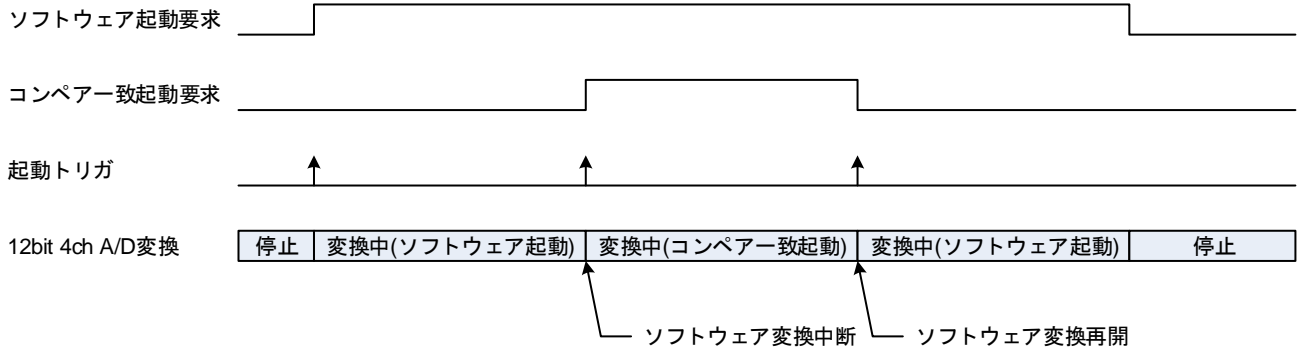 ソフトウェア起動要求
コンペア一致起動要求
起動トリガ
12bit 4ch A/D変換
停止
変換中(ソフトウェア起動)
変換中(コンペア一致起動)
変換中(ソフトウェア起動)
停止
ソフトウェア変換中断
ソフトウェア変換再開